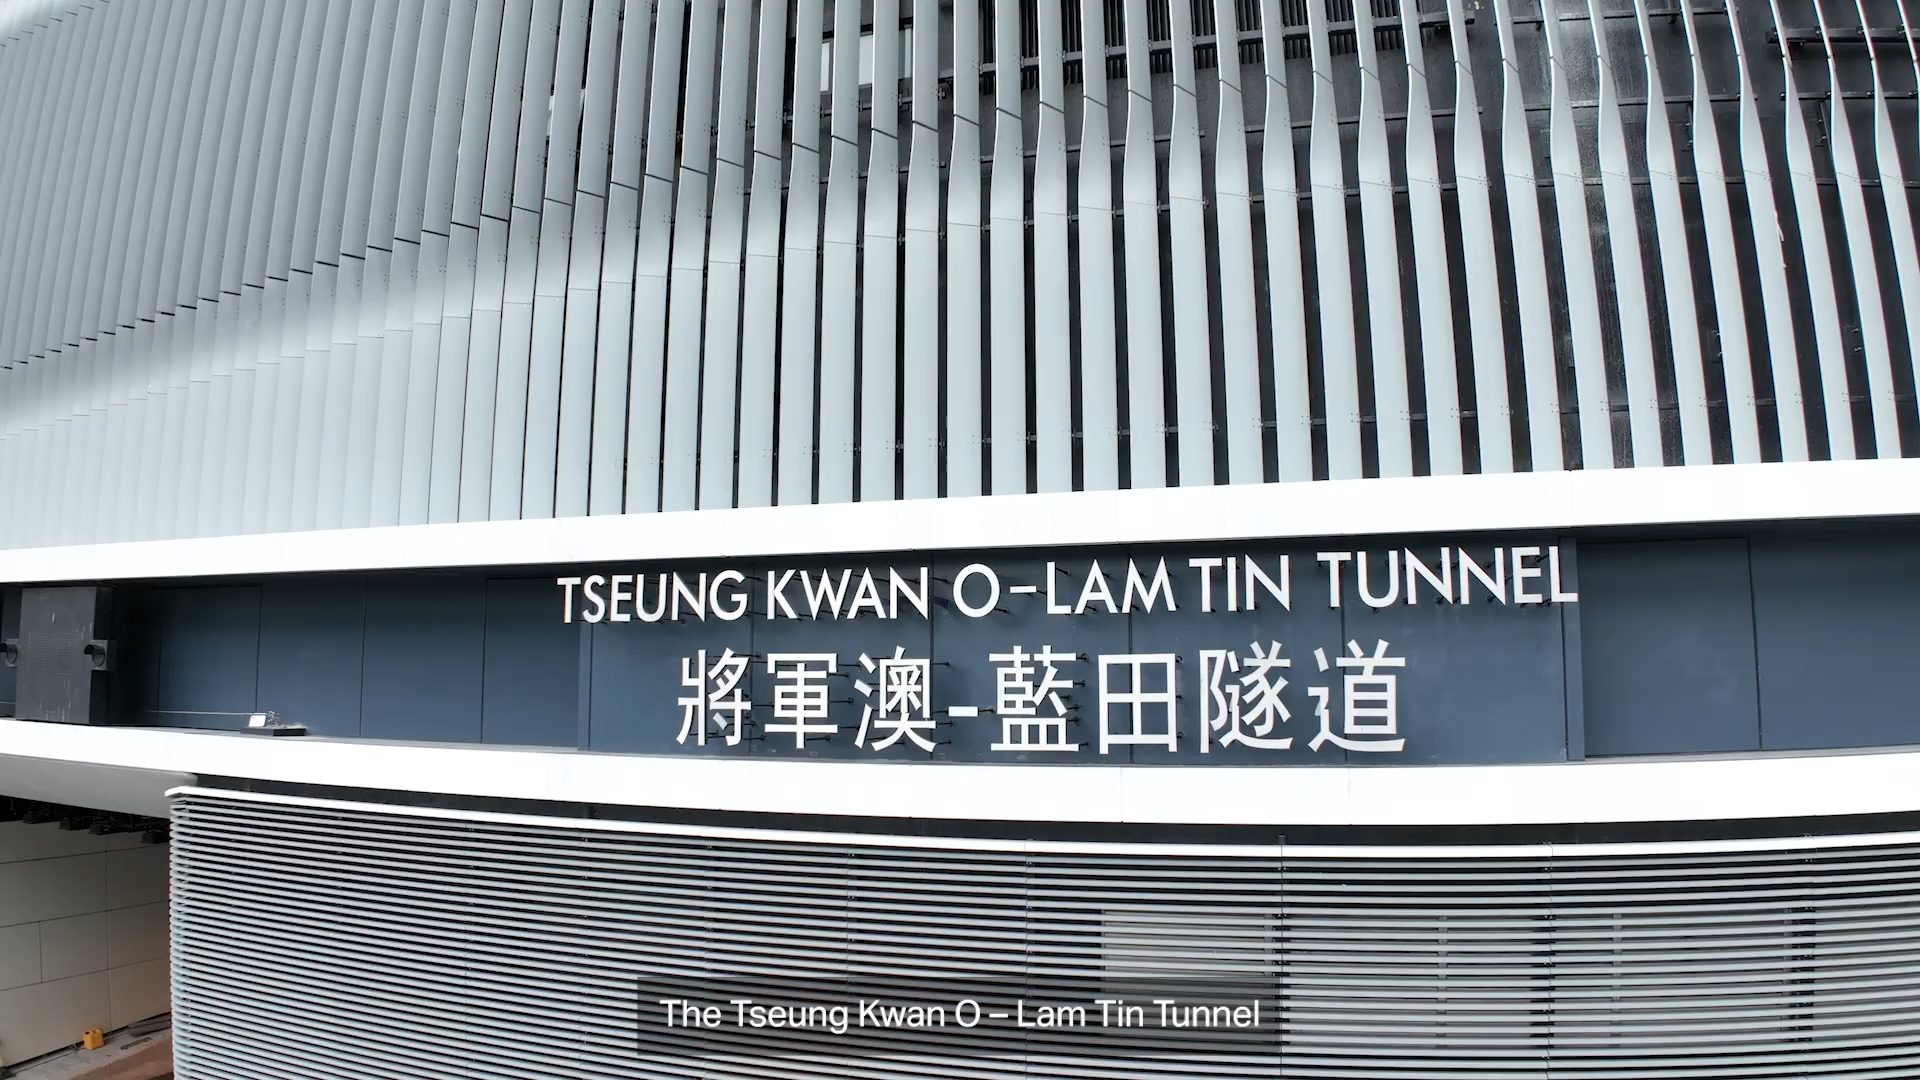 TSEUNG KWAN O–LAM TIN TUNNEL
將軍澳-藍田隧道
The Tseung Kwan O – Lam Tin Tunnel